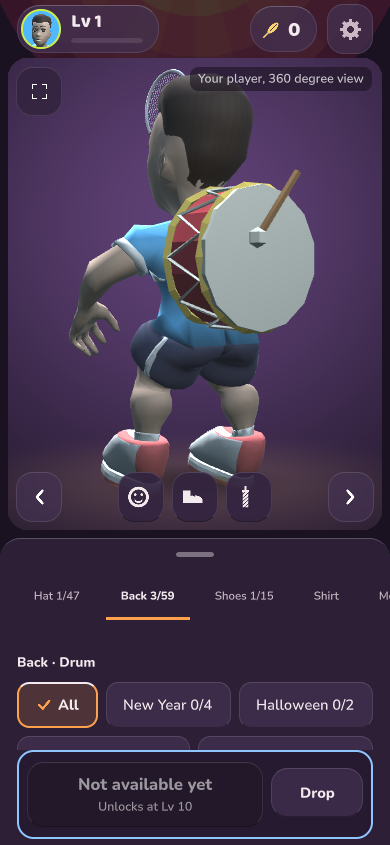 Lv 1
0
Your player, 360 degree view
Hat 1/47
Back 3/59
Shoes 1/15
Shirt
Back · Drum
All
New Year 0/4
Halloween 0/2
Not available yet
Unlocks at Lv 10
Drop